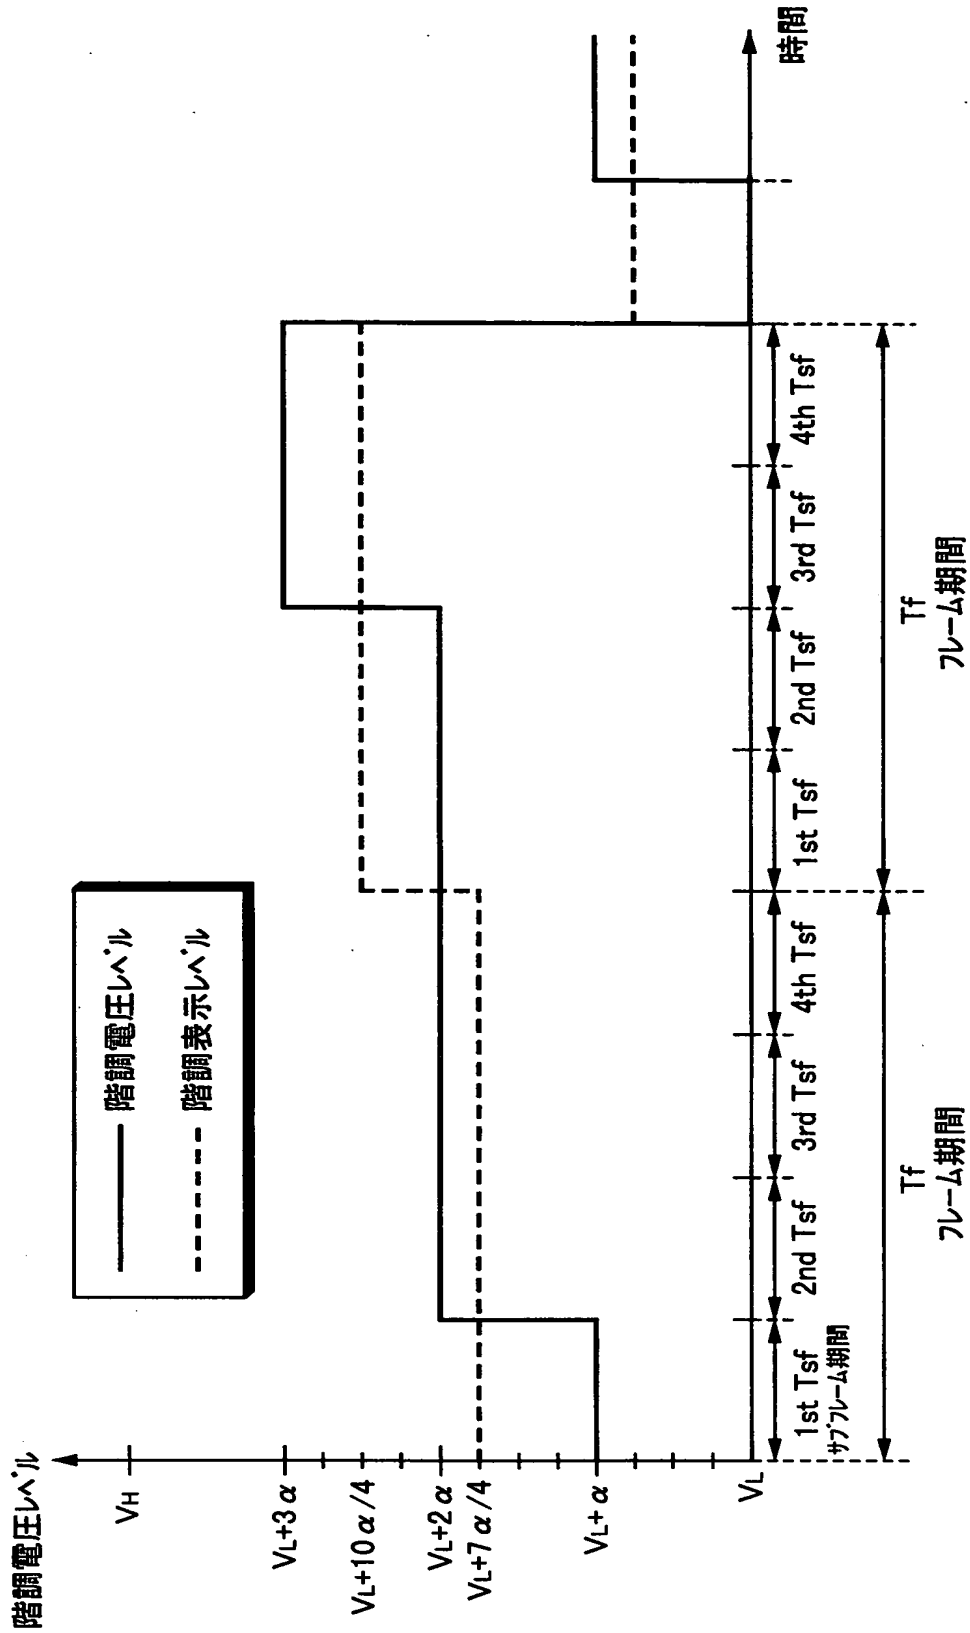 階調電圧レベル
階調電圧レベル
階調表示レベル
VH
VL+3α
VL+10α/4
VL+2α
VL+7α/4
VL+α
VL
時間
1st Tsf
サブフレーム期間
2nd Tsf
3rd Tsf
4th Tsf
1st Tsf
2nd Tsf
3rd Tsf
4th Tsf
Tf
フレーム期間
Tf
フレーム期間